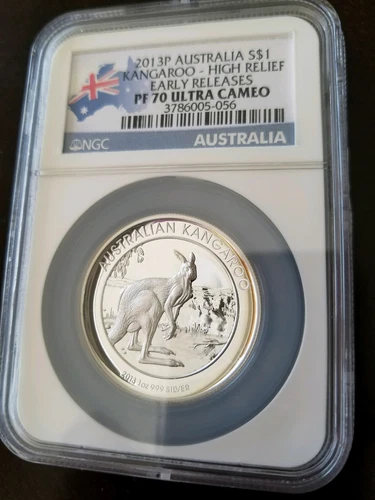 2013P AUSTRALIA S$1
KANGAROO - HIGH RELIEF
EARLY RELEASES
PF 70 ULTRA CAMEO
3786005-056
NGC
AUSTRALIA
AUSTRALIAN KANGAROO
2013 1oz 999 SILVER